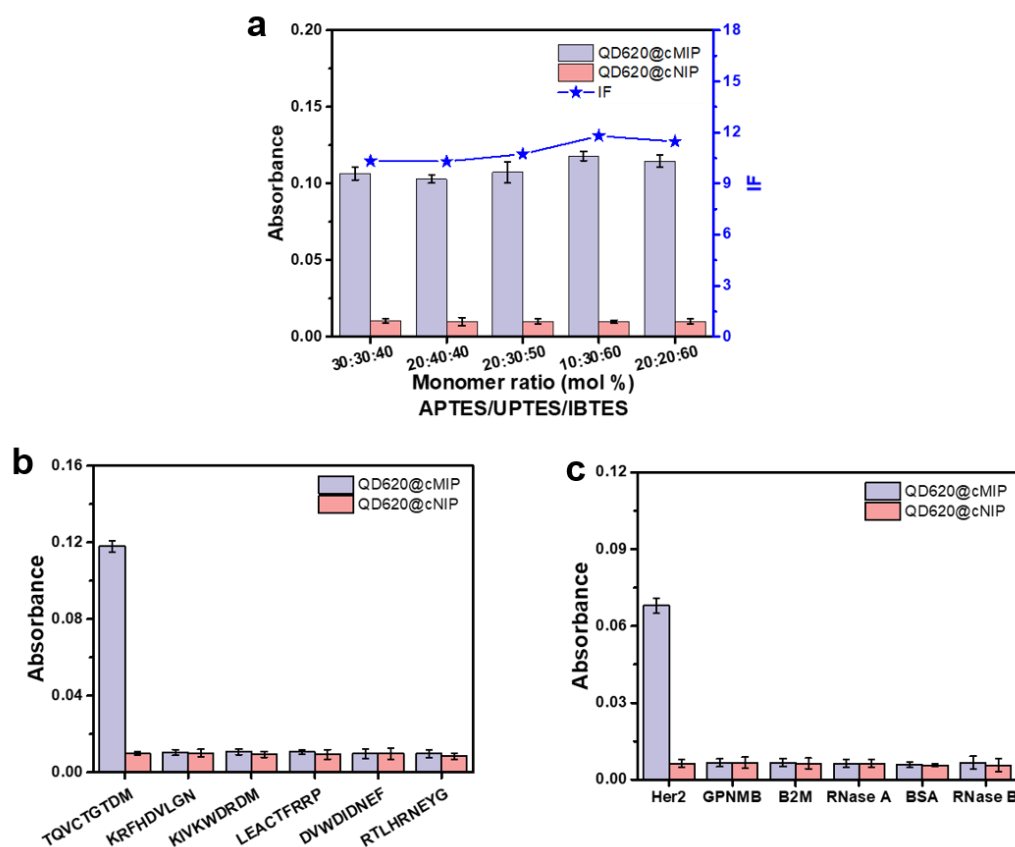 a
0.20
0.15
0.10
0.05
0.00
Absorbance
QD620@cMIP
QD620@cNIP
IF
18
15
12
9
6
3
0
IF
30:30:40
20:40:40
20:30:50
10:30:60
20:20:60
Monomer ratio (mol %)
APTES/UPTES/IBTES
b
0.16
0.12
0.08
0.04
0.00
Absorbance
QD620@cMIP
QD620@cNIP
TQVCTGTDM
KRFHDVLGN
KIVKWDRDM
LEACTFRRP
DVWDIDNEF
RTLHRNEYG
c
0.12
0.09
0.06
0.03
0.00
Absorbance
QD620@cMIP
QD620@cNIP
Her2 GPNMB B2M RNase A BSA RNase B